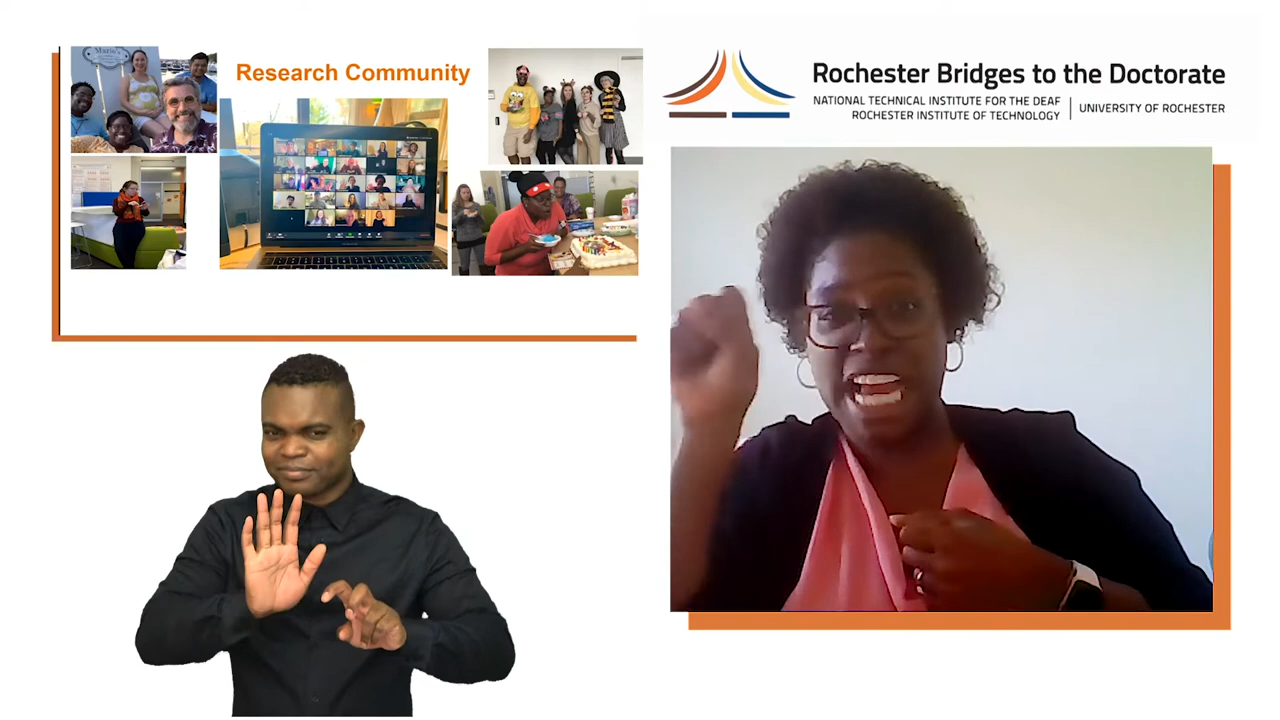 Marie's
Research Community
Rochester Bridges to the Doctorate
NATIONAL TECHNICAL INSTITUTE FOR THE DEAF
ROCHESTER INSTITUTE OF TECHNOLOGY
UNIVERSITY OF ROCHESTER